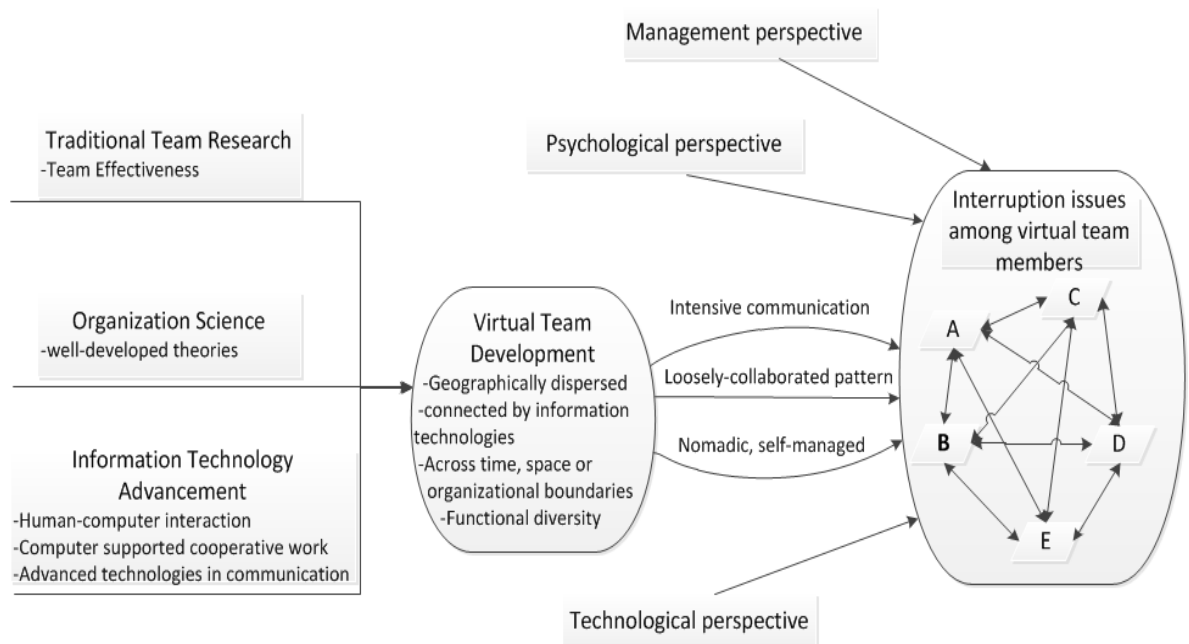 Management perspective
Psychological perspective
Traditional Team Research
-Team Effectiveness
Organization Science
-well-developed theories
Information Technology
Advancement
-Human-computer interaction
-Computer supported cooperative work
-Advanced technologies in communication
Virtual Team
Development
-Geographically dispersed
-connected by information
technologies
-Across time, space or
organizational boundaries
-Functional diversity
Intensive communication
Loosely-collaborated pattern
Nomadic, self-managed
Interruption issues
among virtual team
members
C
A
B
D
E
Technological perspective